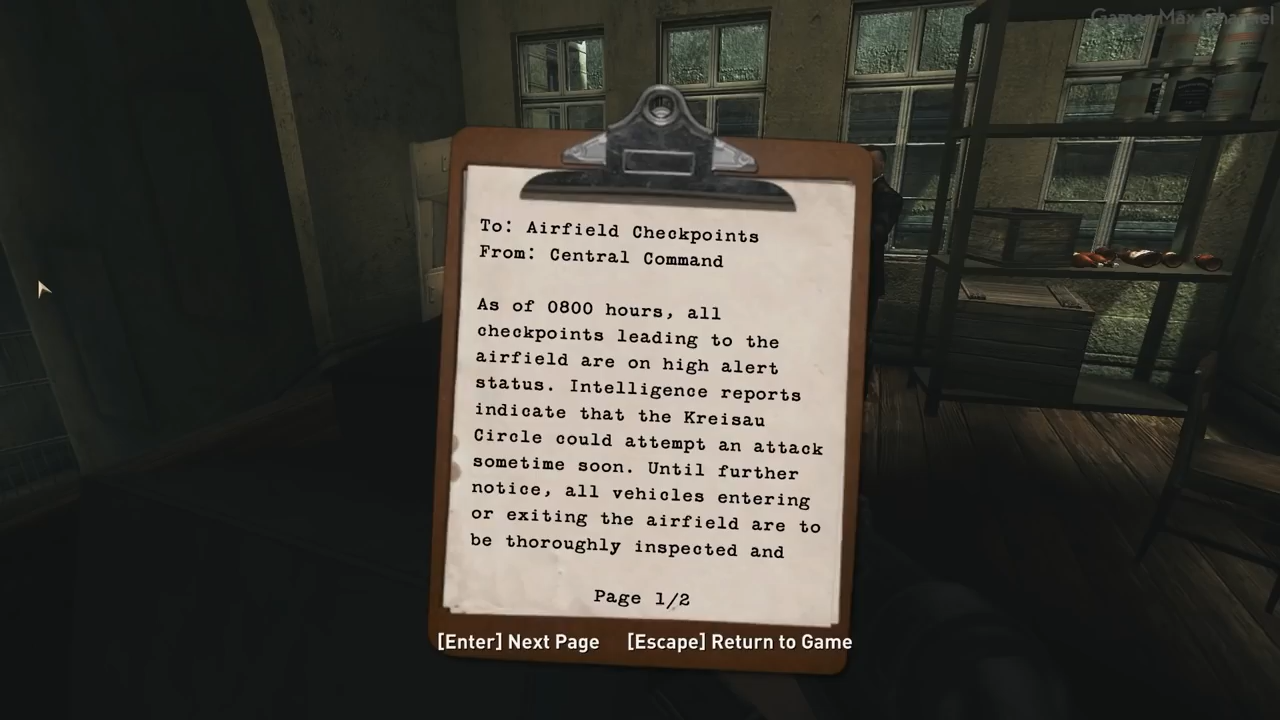 Gamer Max Channel
To: Airfield Checkpoints
From: Central Command
As of 0800 hours, all
checkpoints leading to the
airfield are on high alert
status. Intelligence reports
indicate that the Kreisau
Circle could attempt an attack
sometime soon. Until further
notice, all vehicles entering
or exiting the airfield are to
be thoroughly inspected and
Page 1/2
[Enter] Next Page [Escape] Return to Game